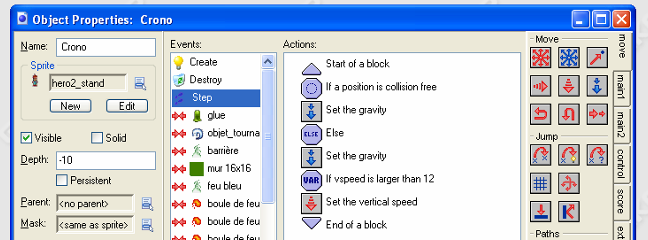 Object Properties: Crono
Name: Crono
Sprite
hero2_stand
New Edit
Visible Solid
Depth: -10
Persistent
Parent: <no parent>
Mask: <same as sprite>
Events:
Create
Destroy
Step
glue
objet_tourna
barrière
mur 16x16
feu bleu
boule de feu
boule de feu
Actions:
Start of a block
If a position is collision free
Set the gravity
ELSE Else
Set the gravity
VAR If vspeed is larger than 12
Set the vertical speed
End of a block
Move
Jump
Paths
move
main1
main2
control
score